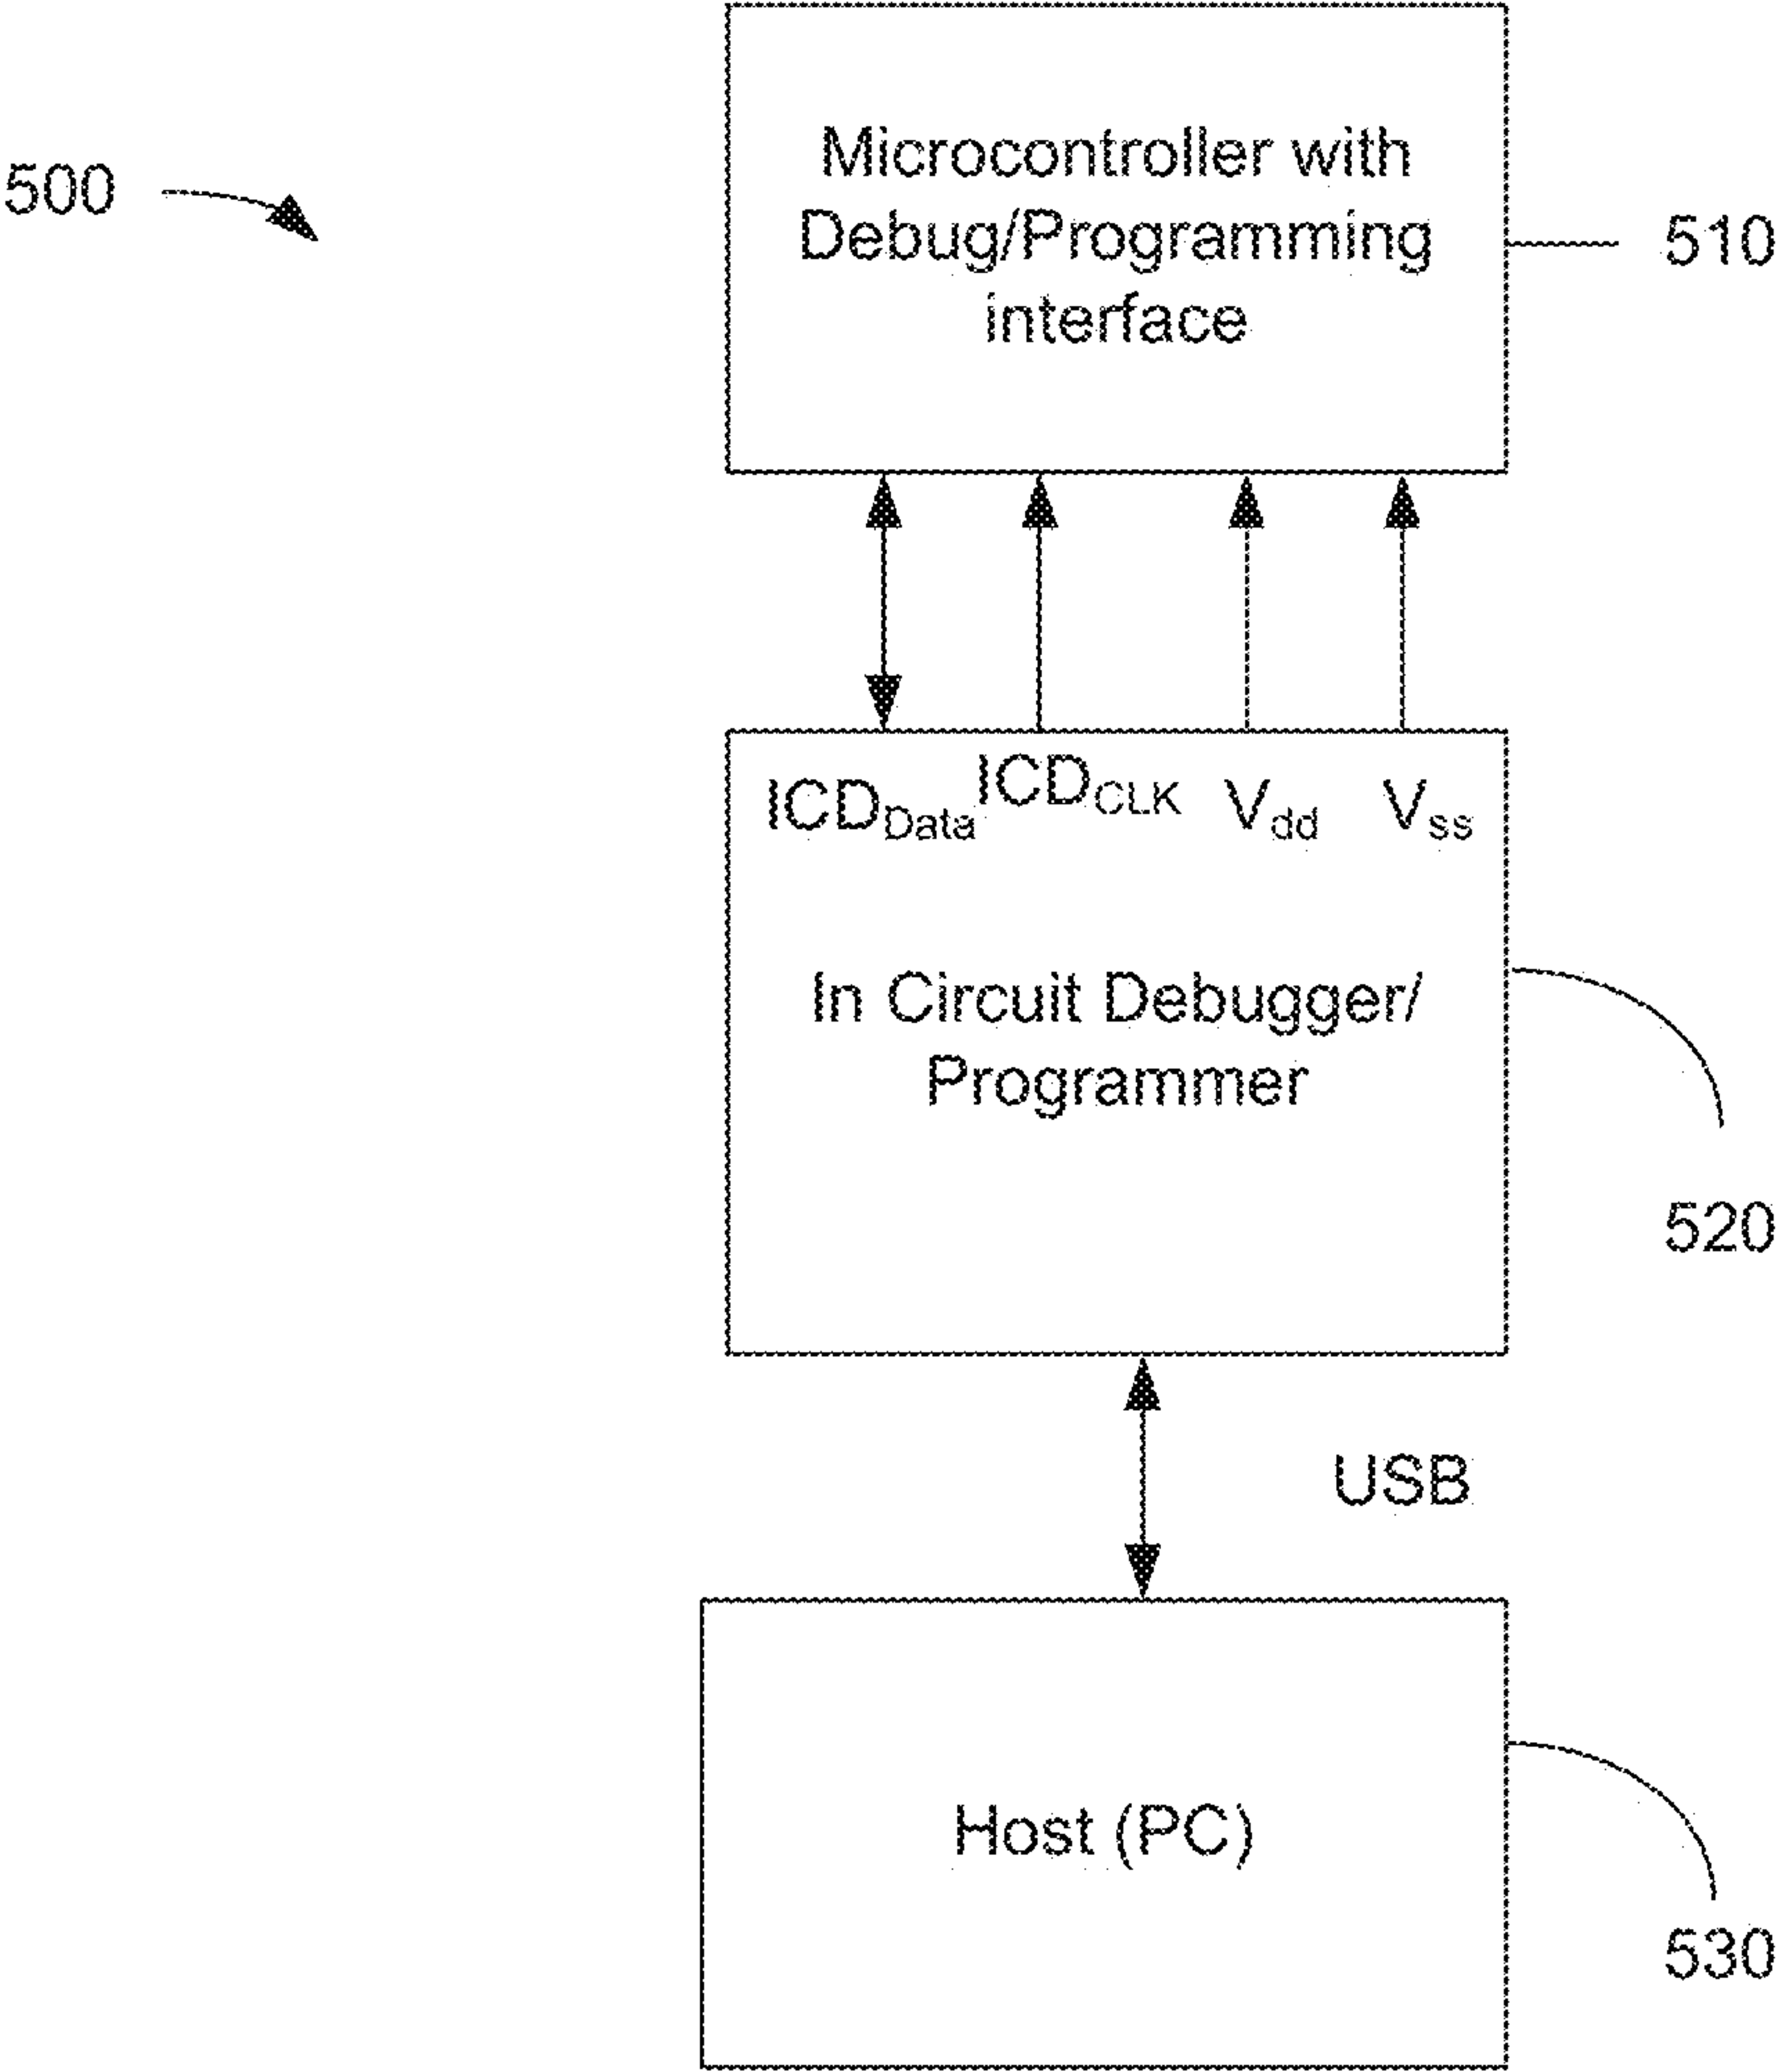 Microcontroller with
500
Debug/Programming
510
interface
ICDData ICDCLK Vdd Vss
In Circuit Debugger/
Programmer
520
USB
Host (PC)
530